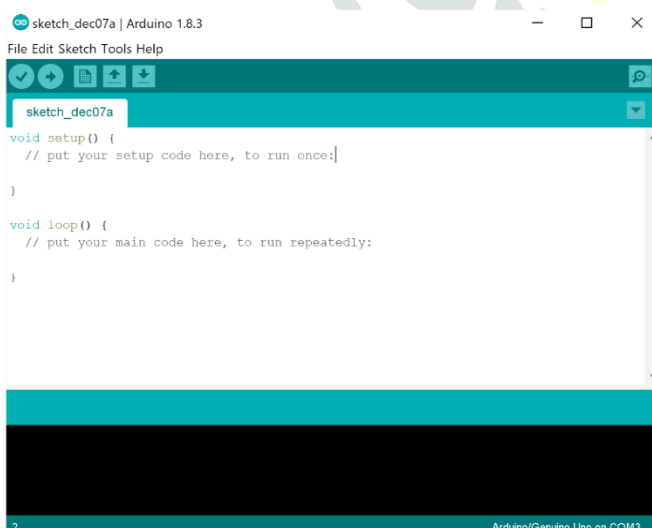 sketch_dec07a | Arduino 1.8.3
File Edit Sketch Tools Help
sketch_dec07a
void setup() {
  // put your setup code here, to run once:
}
void loop() {
  // put your main code here, to run repeatedly:
}
2
Arduino/Genuino Uno on COM3